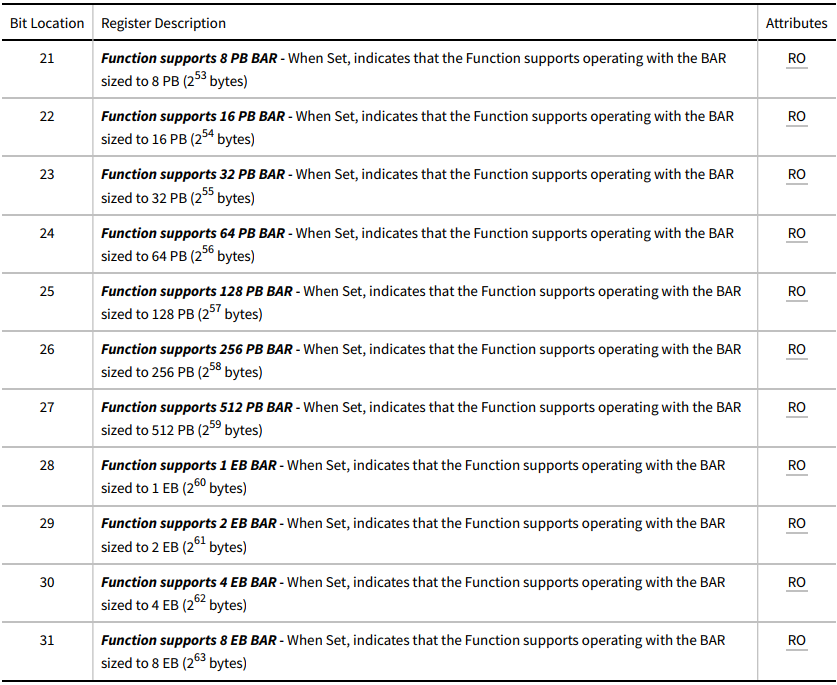 Bit Location Register Description Attributes
21 Function supports 8 PB BAR - When Set, indicates that the Function supports operating with the BAR RO
sized to 8 PB (2^53 bytes)
22 Function supports 16 PB BAR - When Set, indicates that the Function supports operating with the BAR RO
sized to 16 PB (2^54 bytes)
23 Function supports 32 PB BAR - When Set, indicates that the Function supports operating with the BAR RO
sized to 32 PB (2^55 bytes)
24 Function supports 64 PB BAR - When Set, indicates that the Function supports operating with the BAR RO
sized to 64 PB (2^56 bytes)
25 Function supports 128 PB BAR - When Set, indicates that the Function supports operating with the BAR RO
sized to 128 PB (2^57 bytes)
26 Function supports 256 PB BAR - When Set, indicates that the Function supports operating with the BAR RO
sized to 256 PB (2^58 bytes)
27 Function supports 512 PB BAR - When Set, indicates that the Function supports operating with the BAR RO
sized to 512 PB (2^59 bytes)
28 Function supports 1 EB BAR - When Set, indicates that the Function supports operating with the BAR RO
sized to 1 EB (2^60 bytes)
29 Function supports 2 EB BAR - When Set, indicates that the Function supports operating with the BAR RO
sized to 2 EB (2^61 bytes)
30 Function supports 4 EB BAR - When Set, indicates that the Function supports operating with the BAR RO
sized to 4 EB (2^62 bytes)
31 Function supports 8 EB BAR - When Set, indicates that the Function supports operating with the BAR RO
sized to 8 EB (2^63 bytes)